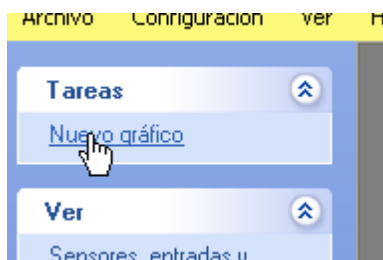 Archivo Configuración Ver
Tareas
Nuevo gráfico
Ver
Sensores, entradas y